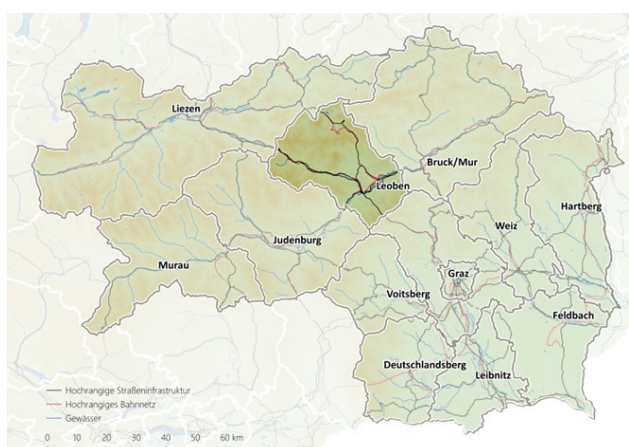 Liezen
Bruck/Mur
Leoben
Hartberg
Weiz
Judenburg
Murau
Graz
Voitsberg
Feldbach
Deutschlandsberg
Leibnitz
Hochrangige Straßeninfrastruktur
Hochrangiges Bahnnetz
Gewässer
0 10 20 30 40 50 60 km